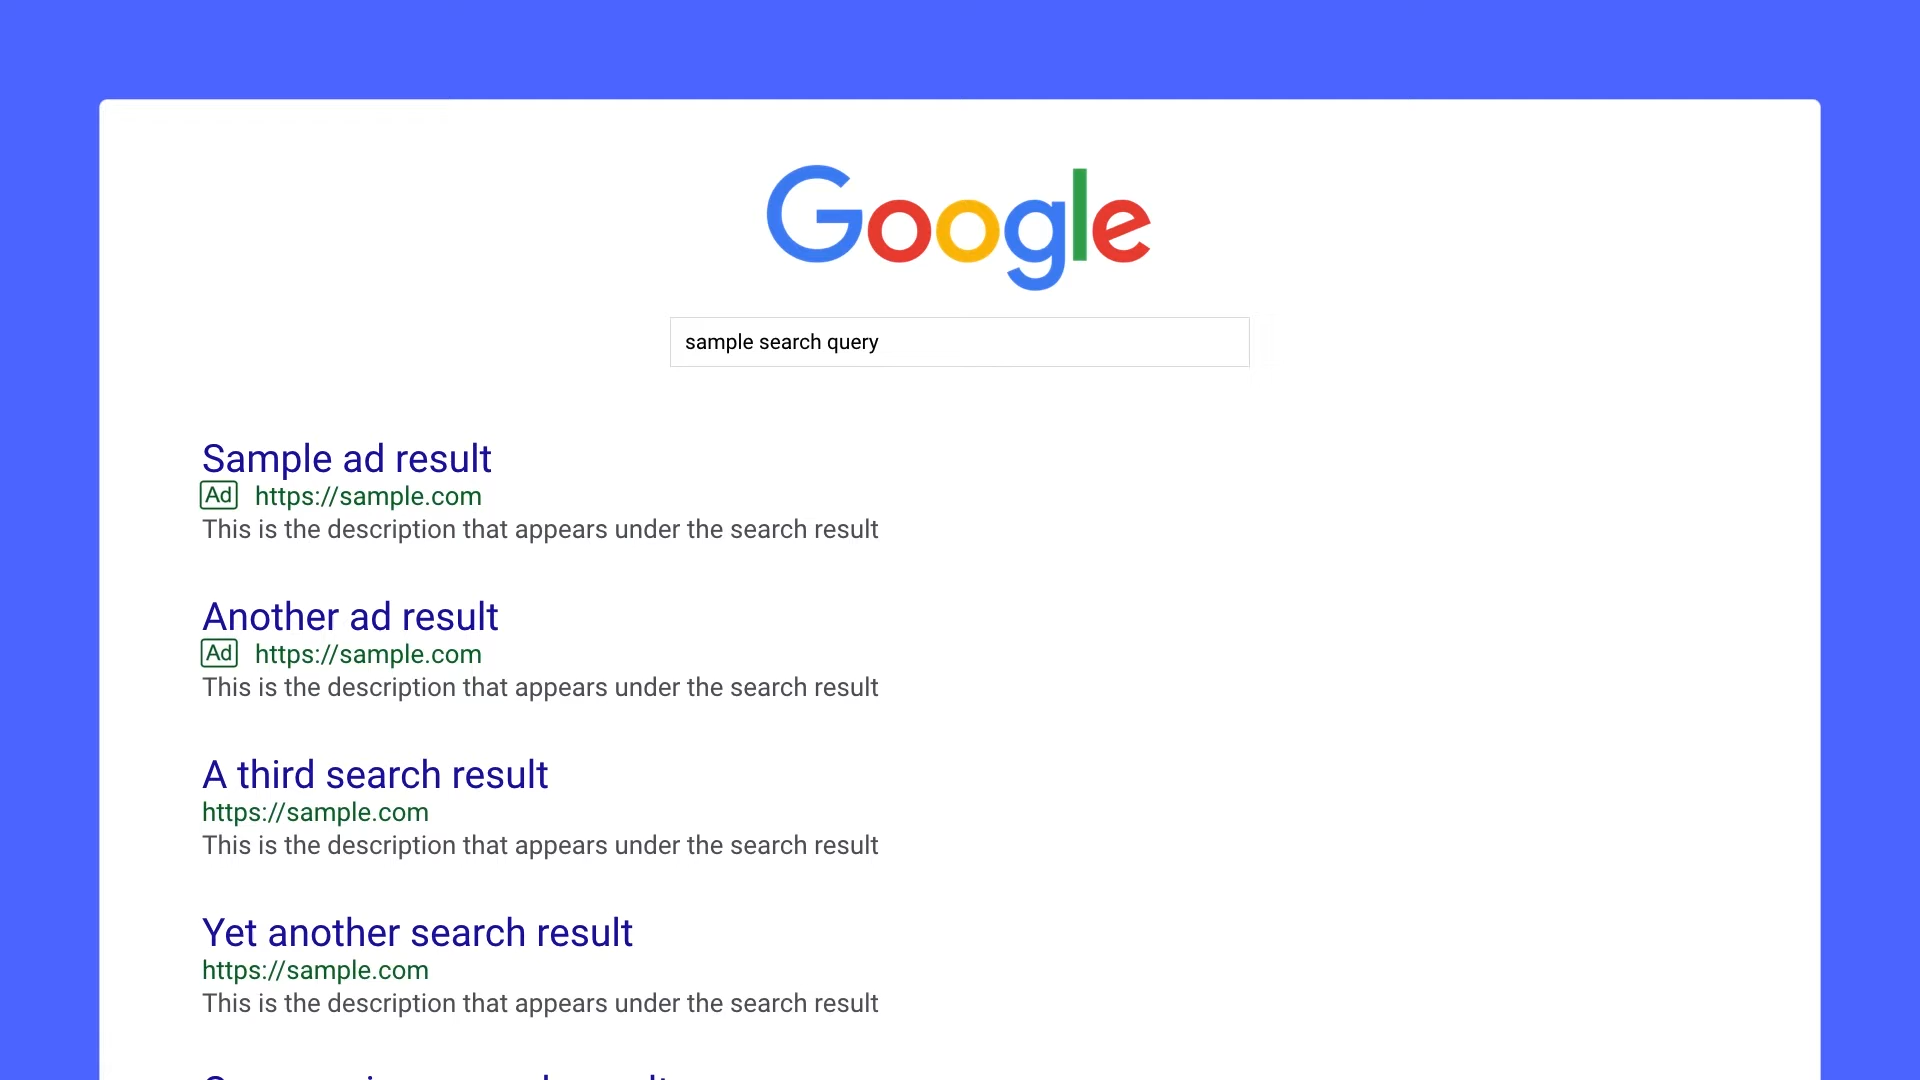 Google
sample search query
Sample ad result
Ad https://sample.com
This is the description that appears under the search result
Another ad result
Ad https://sample.com
This is the description that appears under the search result
A third search result
https://sample.com
This is the description that appears under the search result
Yet another search result
https://sample.com
This is the description that appears under the search result